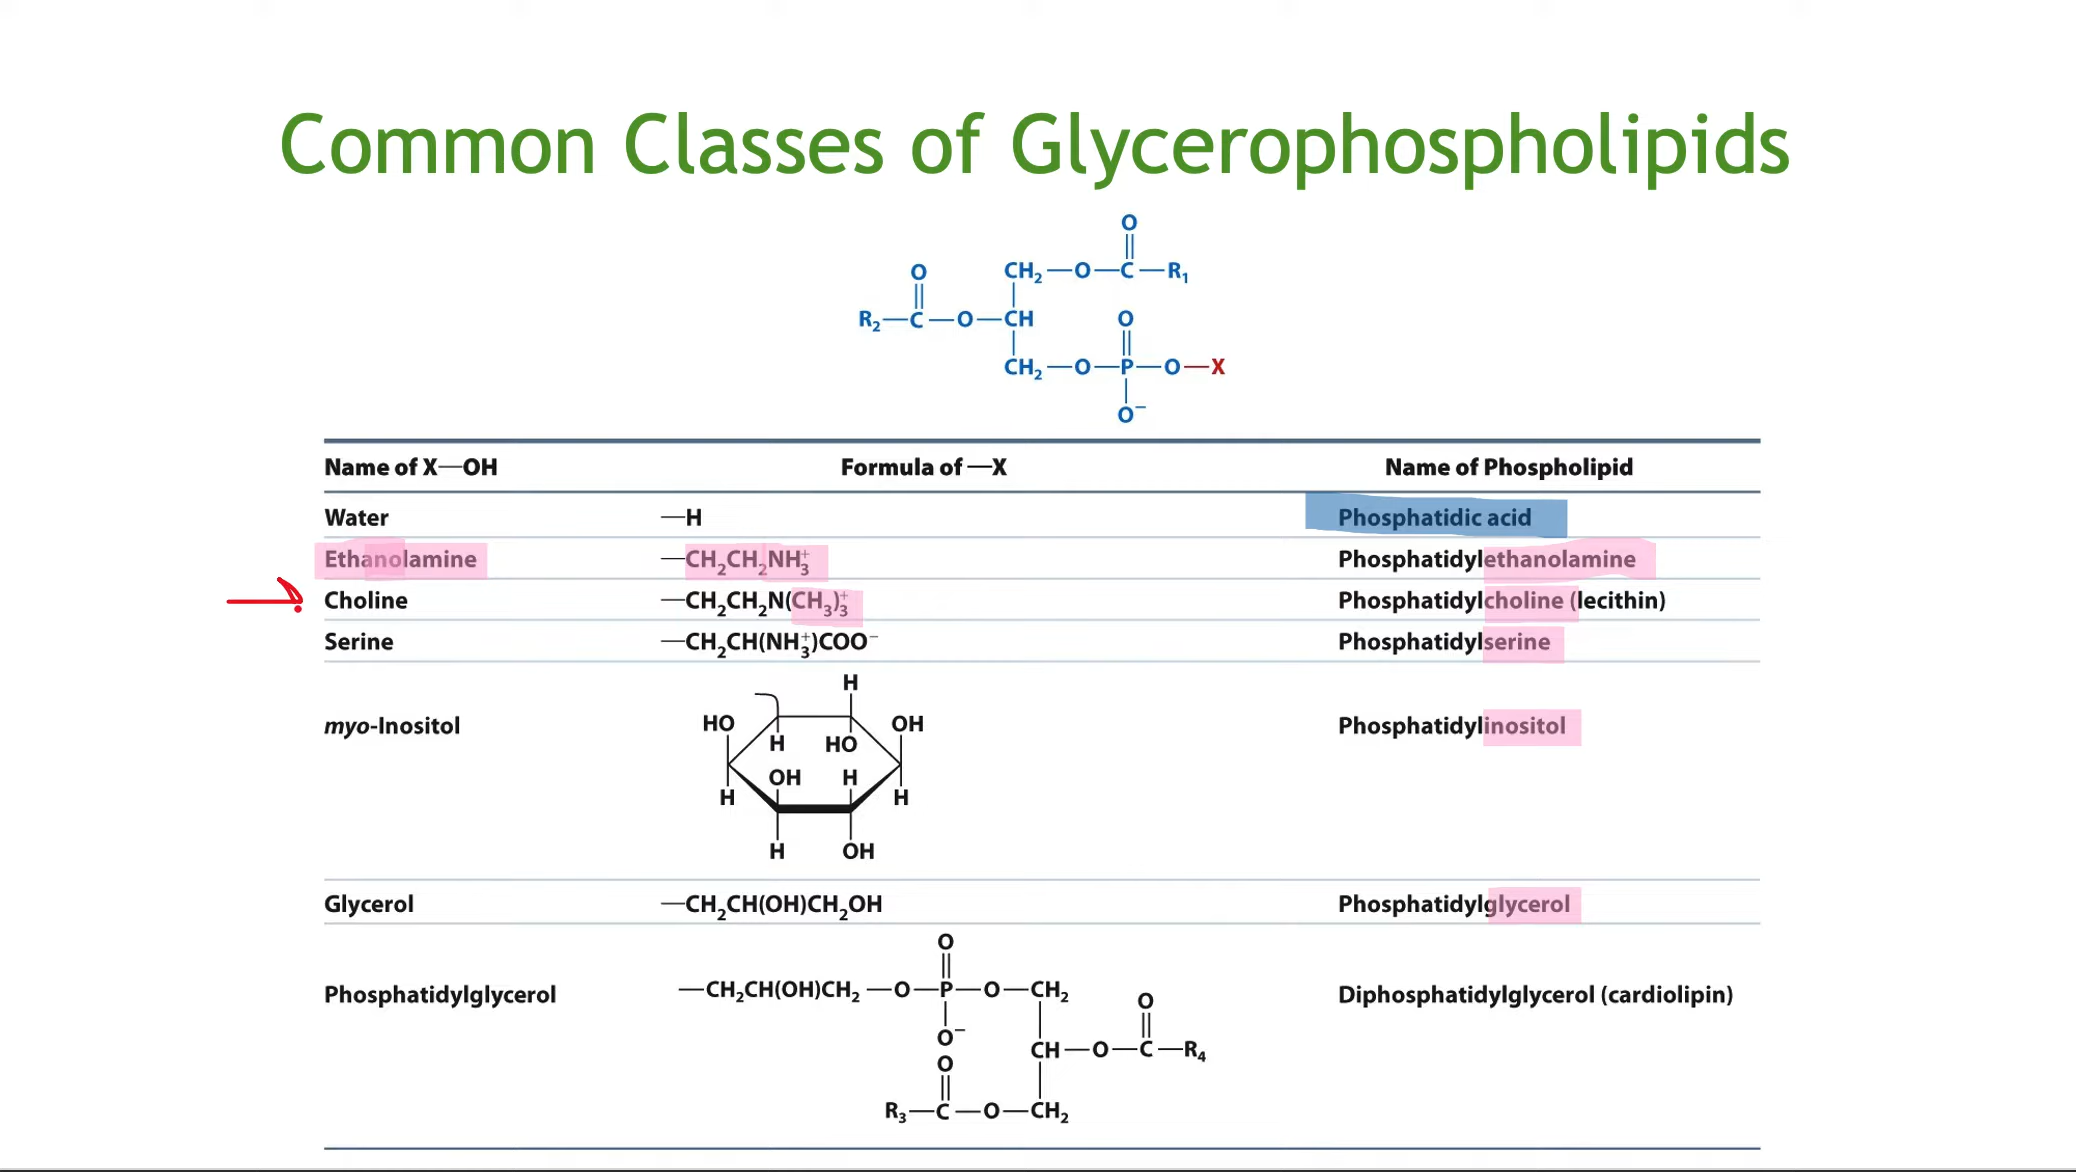 Common Classes of Glycerophospholipids
O
O CH₂—O—C—R₁
R₂—C—O—CH O
CH₂—O—P—O—X
O⁻
Name of X—OH Formula of —X Name of Phospholipid
Water —H Phosphatidic acid
Ethanolamine —CH₂CH₂NH₃⁺ Phosphatidylethanolamine
Choline —CH₂CH₂N(CH₃)₃⁺ Phosphatidylcholine (lecithin)
Serine —CH₂CH(NH₃⁺)COO⁻ Phosphatidylserine
H
HO OH
myo-Inositol Phosphatidylinositol
H HO
OH H
H H
H OH
Glycerol —CH₂CH(OH)CH₂OH Phosphatidylglycerol
O
Phosphatidylglycerol —CH₂CH(OH)CH₂—O—P—O—CH₂ Diphosphatidylglycerol (cardiolipin)
O
O⁻
CH—O—C—R₄
O
R₃—C—O—CH₂